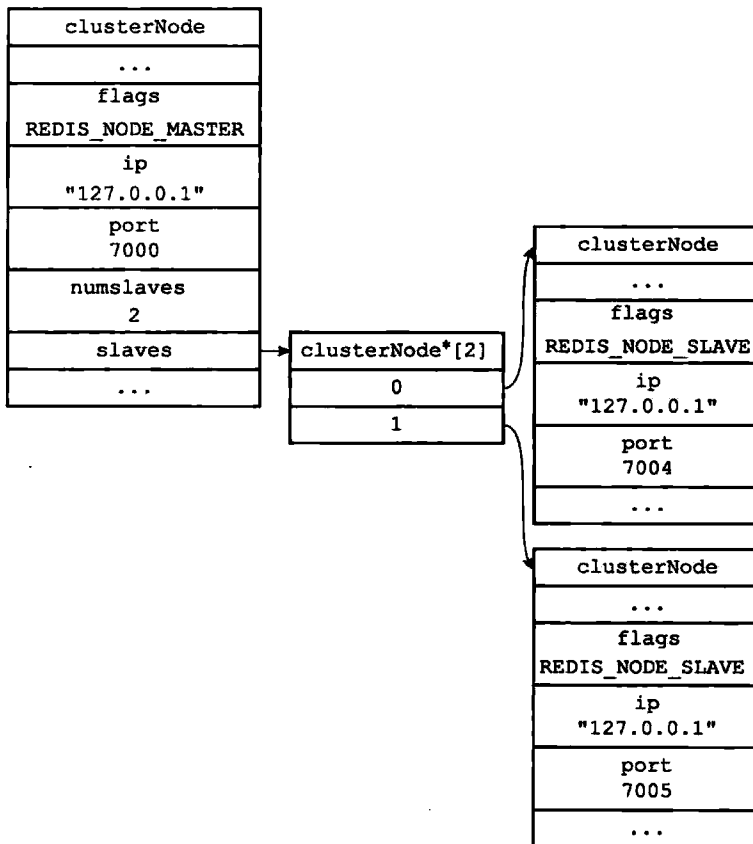 clusterNode
...
flags
REDIS_NODE_MASTER
ip
"127.0.0.1"
port
7000
numslaves
2
slaves
...
clusterNode*[2]
0
1
clusterNode
...
flags
REDIS_NODE_SLAVE
ip
"127.0.0.1"
port
7004
...
clusterNode
...
flags
REDIS_NODE_SLAVE
ip
"127.0.0.1"
port
7005
...